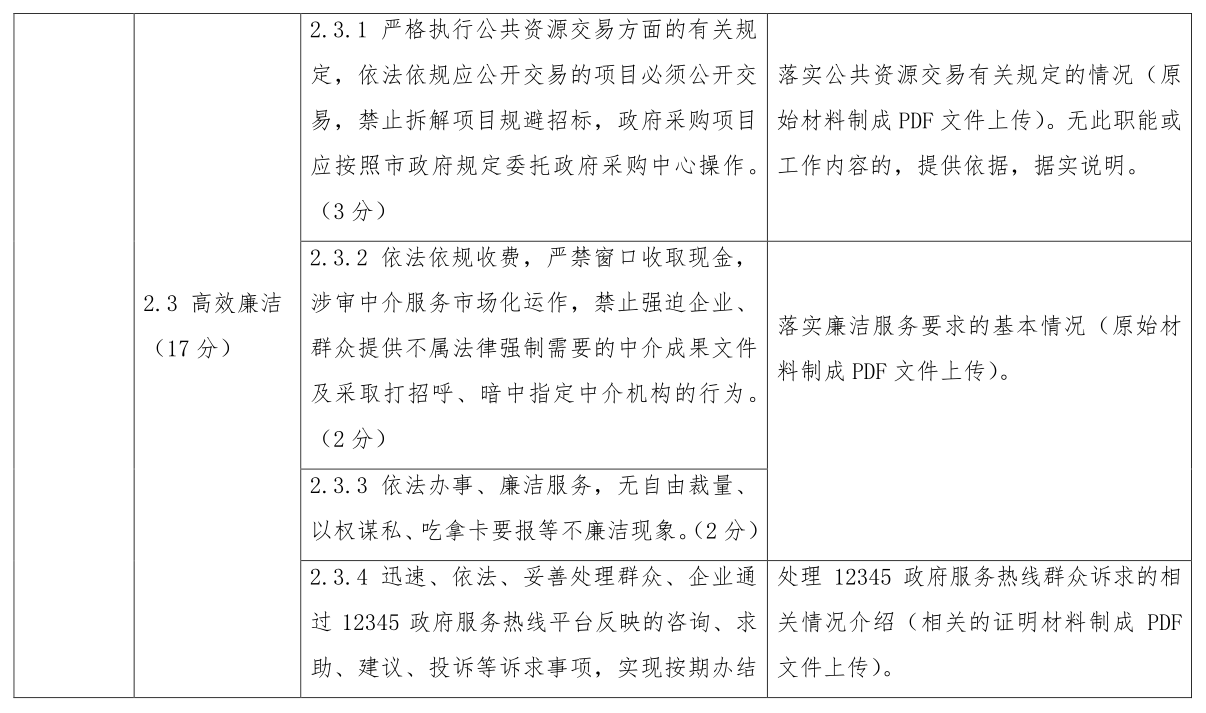 2.3 高效廉洁
（17分）
2.3.1 严格执行公共资源交易方面的有关规
定，依法依规应公开交易的项目必须公开交
易，禁止拆解项目规避招标，政府采购项目
应按照市政府规定委托政府采购中心操作。
（3分）
落实公共资源交易有关规定的情况（原
始材料制成PDF文件上传）。无此职能或
工作内容的，提供依据，据实说明。
2.3.2 依法依规收费，严禁窗口收取现金，
涉审中介服务市场化运作，禁止强迫企业、
群众提供不属法律强制需要的中介成果文件
及采取打招呼、暗中指定中介机构的行为。
（2分）
落实廉洁服务要求的基本情况（原始材
料制成PDF文件上传）。
2.3.3 依法办事、廉洁服务，无自由裁量、
以权谋私、吃拿卡要报等不廉洁现象。（2分）
2.3.4 迅速、依法、妥善处理群众、企业通
过 12345 政府服务热线平台反映的咨询、求
助、建议、投诉等诉求事项，实现按期办结
处理 12345 政府服务热线群众诉求的相
关情况介绍（相关的证明材料制成 PDF
文件上传）。